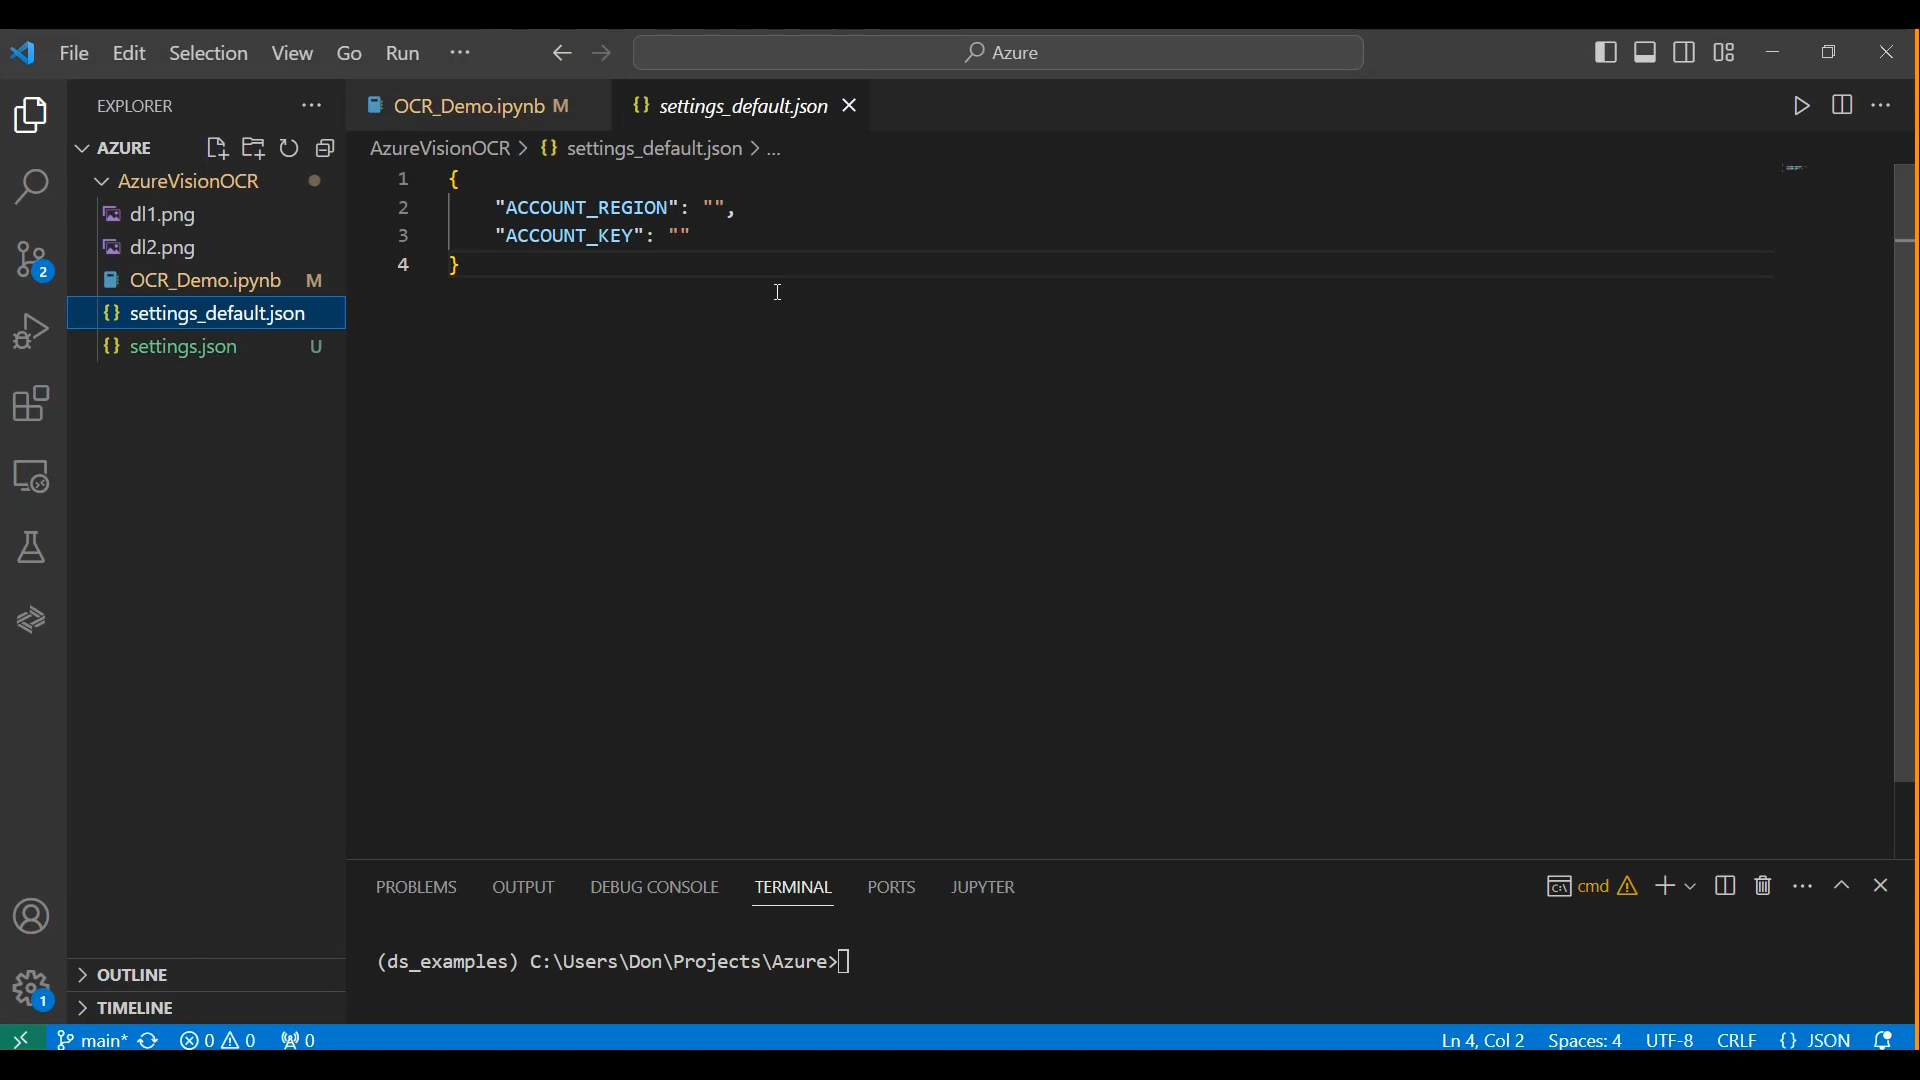 File Edit Selection View Go Run ··· Azure
EXPLORER ···
AZURE
AzureVisionOCR
dl1.png
dl2.png
OCR_Demo.ipynb M
{} settings_default.json
{} settings.json U
OUTLINE
TIMELINE
OCR_Demo.ipynb M {} settings_default.json
AzureVisionOCR > {} settings_default.json > ...
1 {
2 "ACCOUNT_REGION": "",
3 "ACCOUNT_KEY": ""
4 }
PROBLEMS OUTPUT DEBUG CONSOLE TERMINAL PORTS JUPYTER cmd
(ds_examples) C:\Users\Don\Projects\Azure>
2
1
main* 0 0 0 Ln 4, Col 2 Spaces: 4 UTF-8 CRLF {} JSON